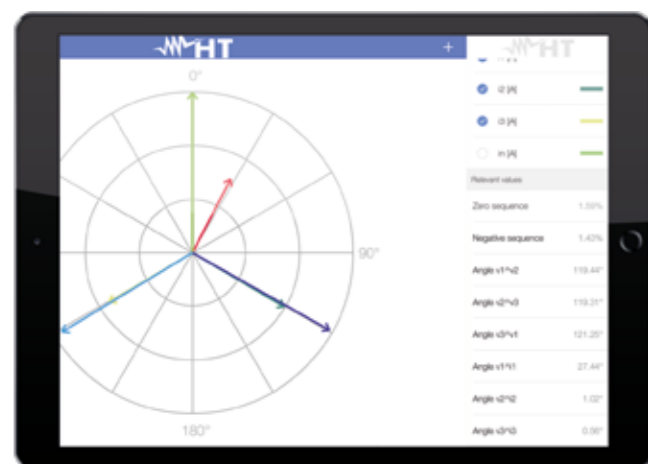 HT
+
HT
i2 [A]
i3 [A]
in [A]
Relevant values
Zero sequence 1.59%
Negative sequence 1.43%
Angle v1^v2 119.44°
Angle v2^v3 119.31°
Angle v3^v1 121.25°
Angle v1^i1 27.44°
Angle v2^i2 1.02°
Angle v3^i3 0.56°
0°
90°
180°